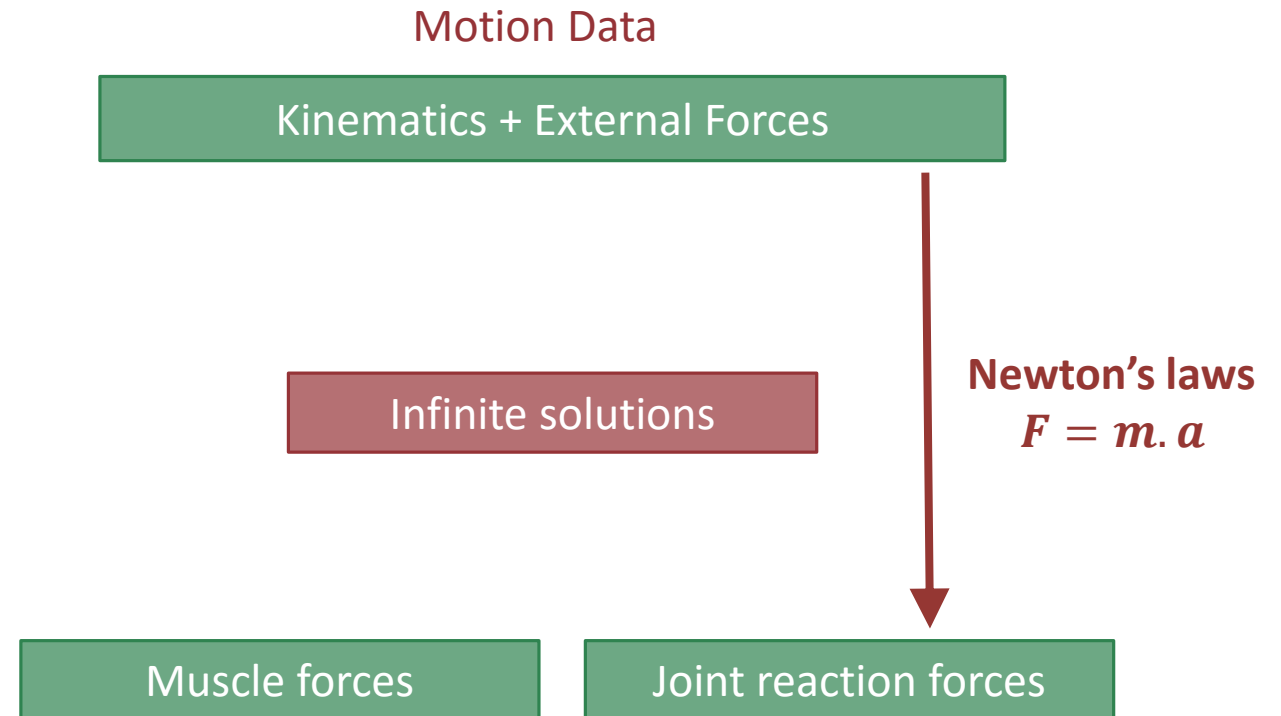 Motion Data
Kinematics + External Forces
Newton’s laws
F = m. a
Infinite solutions
Muscle forces
Joint reaction forces